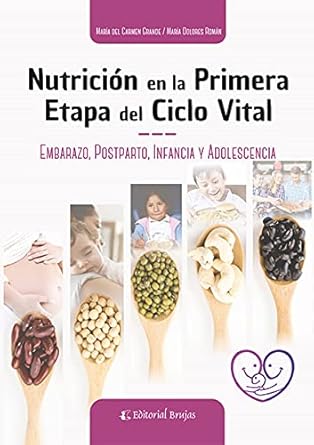 María del Carmen Grande / María Dolores Román
Nutrición en la Primera
Etapa del Ciclo Vital
Embarazo, Postparto, Infancia y Adolescencia
Editorial Brujas